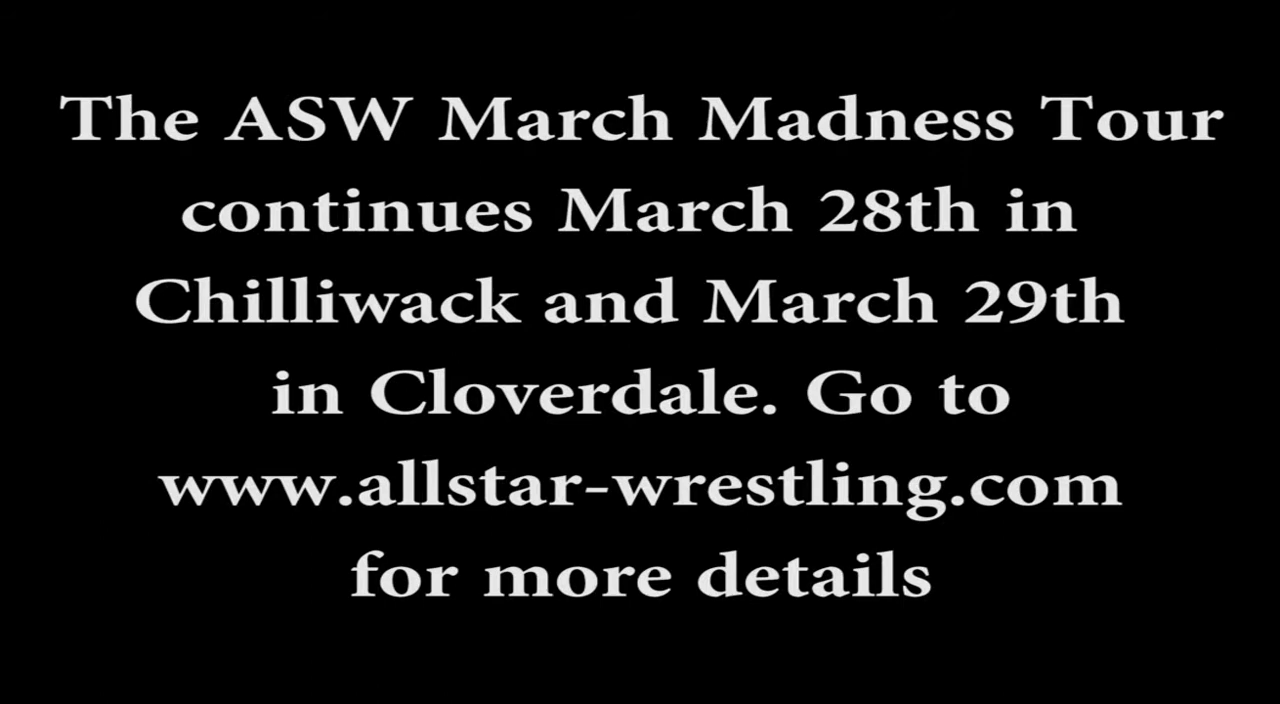 The ASW March Madness Tour
continues March 28th in
Chilliwack and March 29th
in Cloverdale. Go to
www.allstar-wrestling.com
for more details